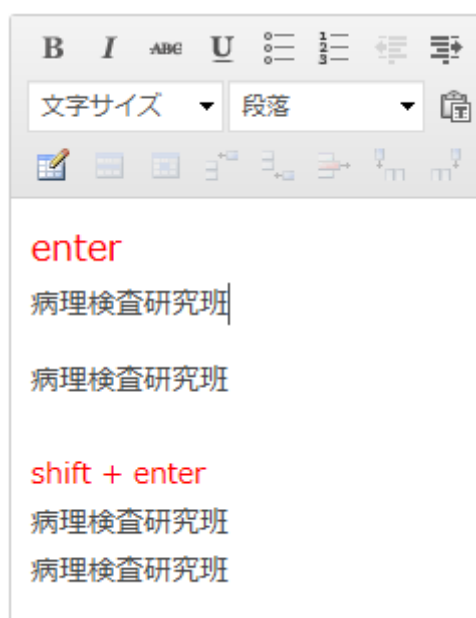 B I ABC U
文字サイズ 段落
enter
病理検査研究班
病理検査研究班
shift + enter
病理検査研究班
病理検査研究班